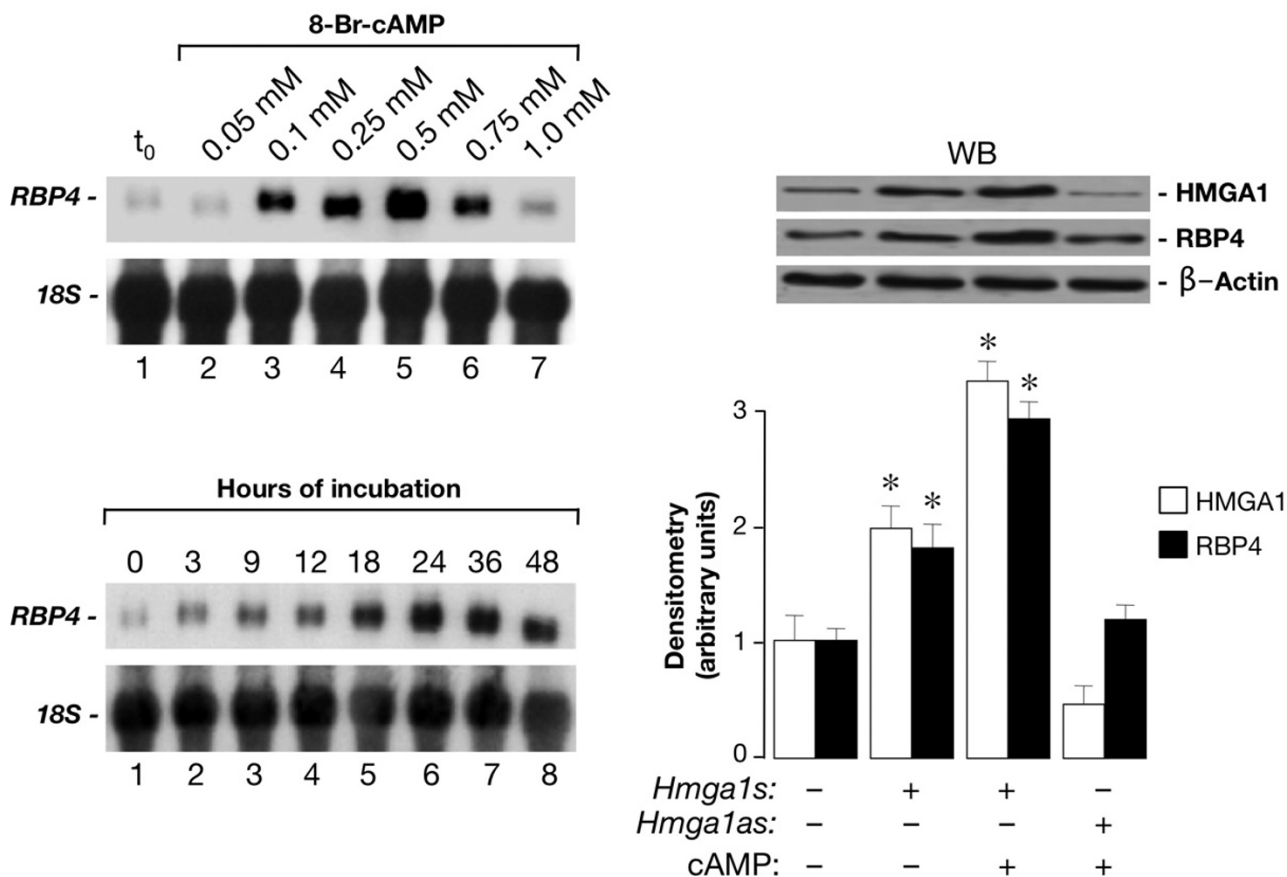 8-Br-cAMP
t0 0.05 mM 0.1 mM 0.25 mM 0.5 mM 0.75 mM 1.0 mM
RBP4 -
18S -
1 2 3 4 5 6 7
Hours of incubation
0 3 9 12 18 24 36 48
RBP4 -
18S -
1 2 3 4 5 6 7 8
WB
- HMGA1
- RBP4
- β–Actin
Densitometry
(arbitrary units)
3
2
1
0
* * * *
HMGA1
RBP4
Hmga1s: – + + –
Hmga1as: – – – +
cAMP: – – + +